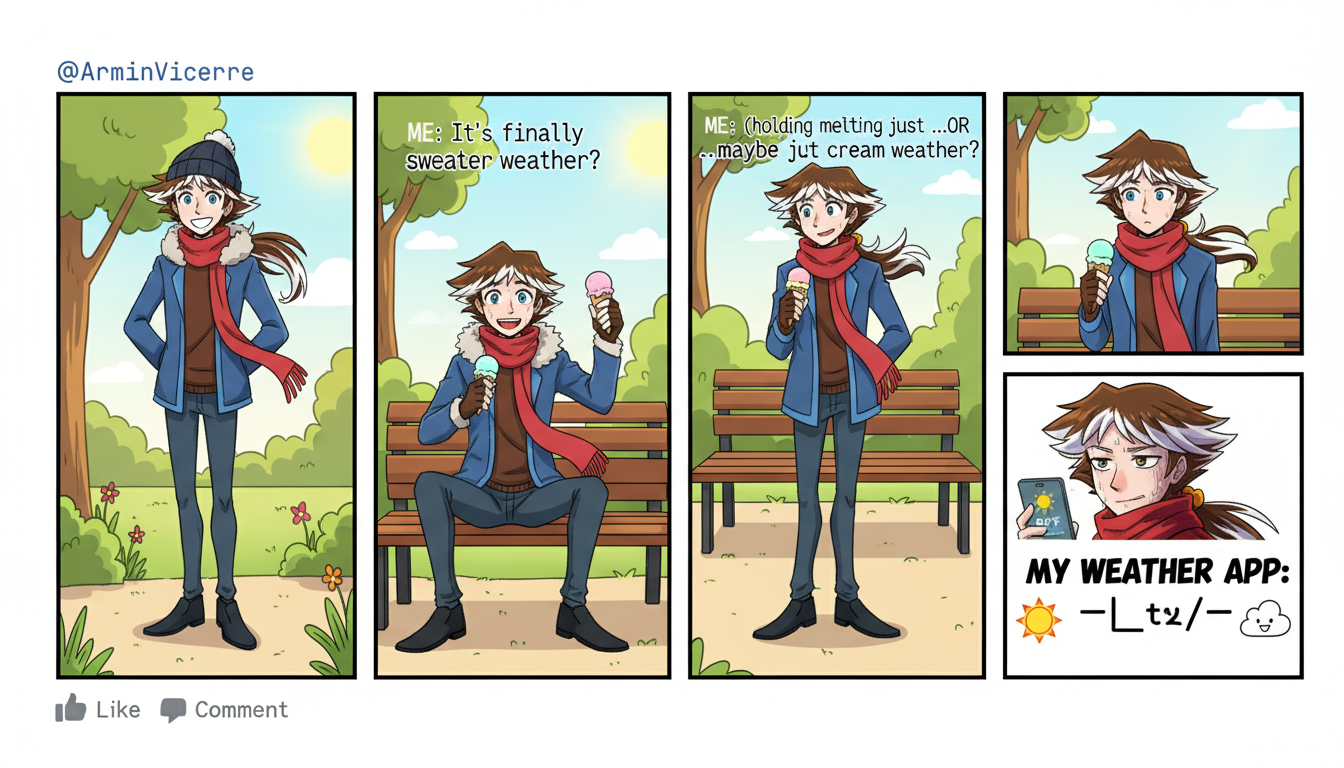 @ArminVicerre
ME: It's finally
sweater weather?
ME: (holding melting just ...OR
..maybe jut cream weather?
MY WEATHER APP:
Like
Comment